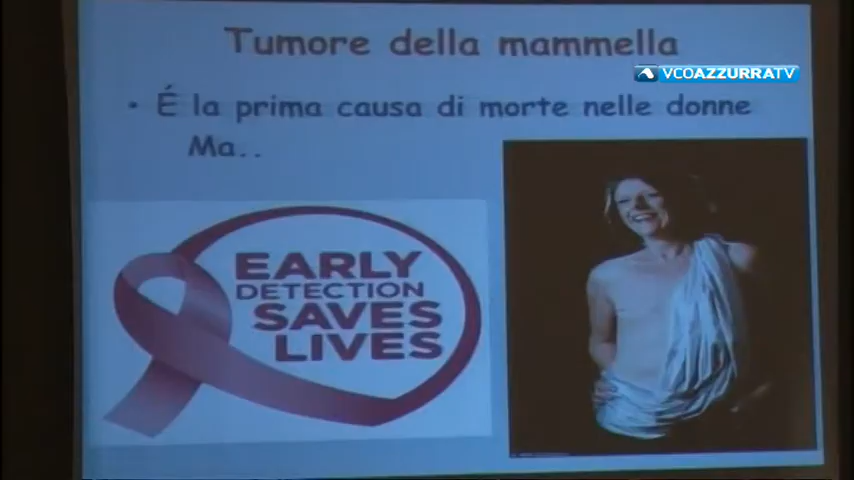 Tumore della mammella
VCOAZZURRATV
• É la prima causa di morte nelle donne
Ma..
EARLY
DETECTION
SAVES
LIVES